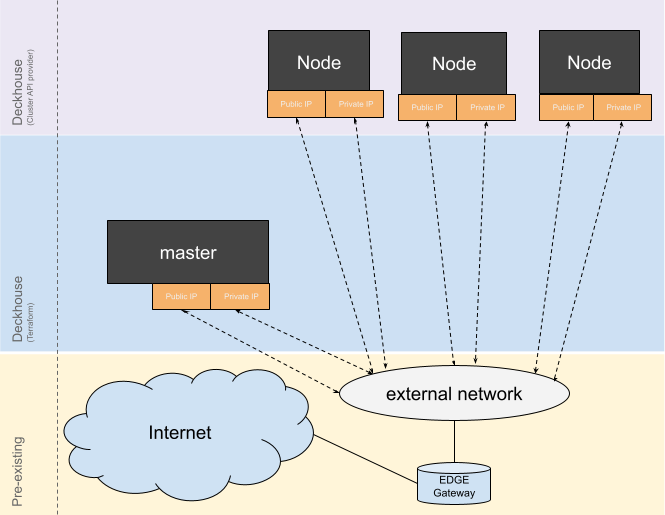 Deckhouse
(Cluster API provider)
Node
Public IP
Private IP
Node
Public IP
Private IP
Node
Public IP
Private IP
Deckhouse
(Terraform)
master
Public IP
Private IP
Pre-existing
Internet
external network
EDGE
Gateway